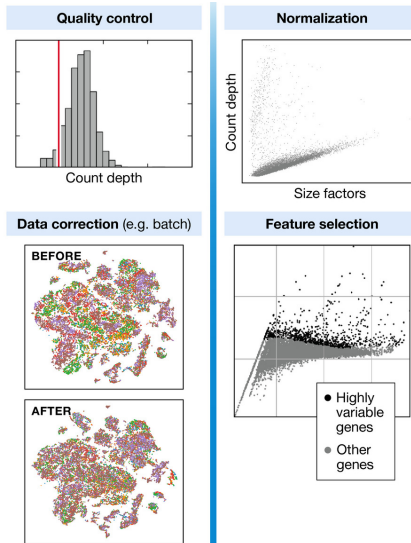 Quality control
Count depth
Normalization
Count depth
Size factors
Data correction (e.g. batch)
BEFORE
AFTER
Feature selection
Highly
variable
genes
Other
genes